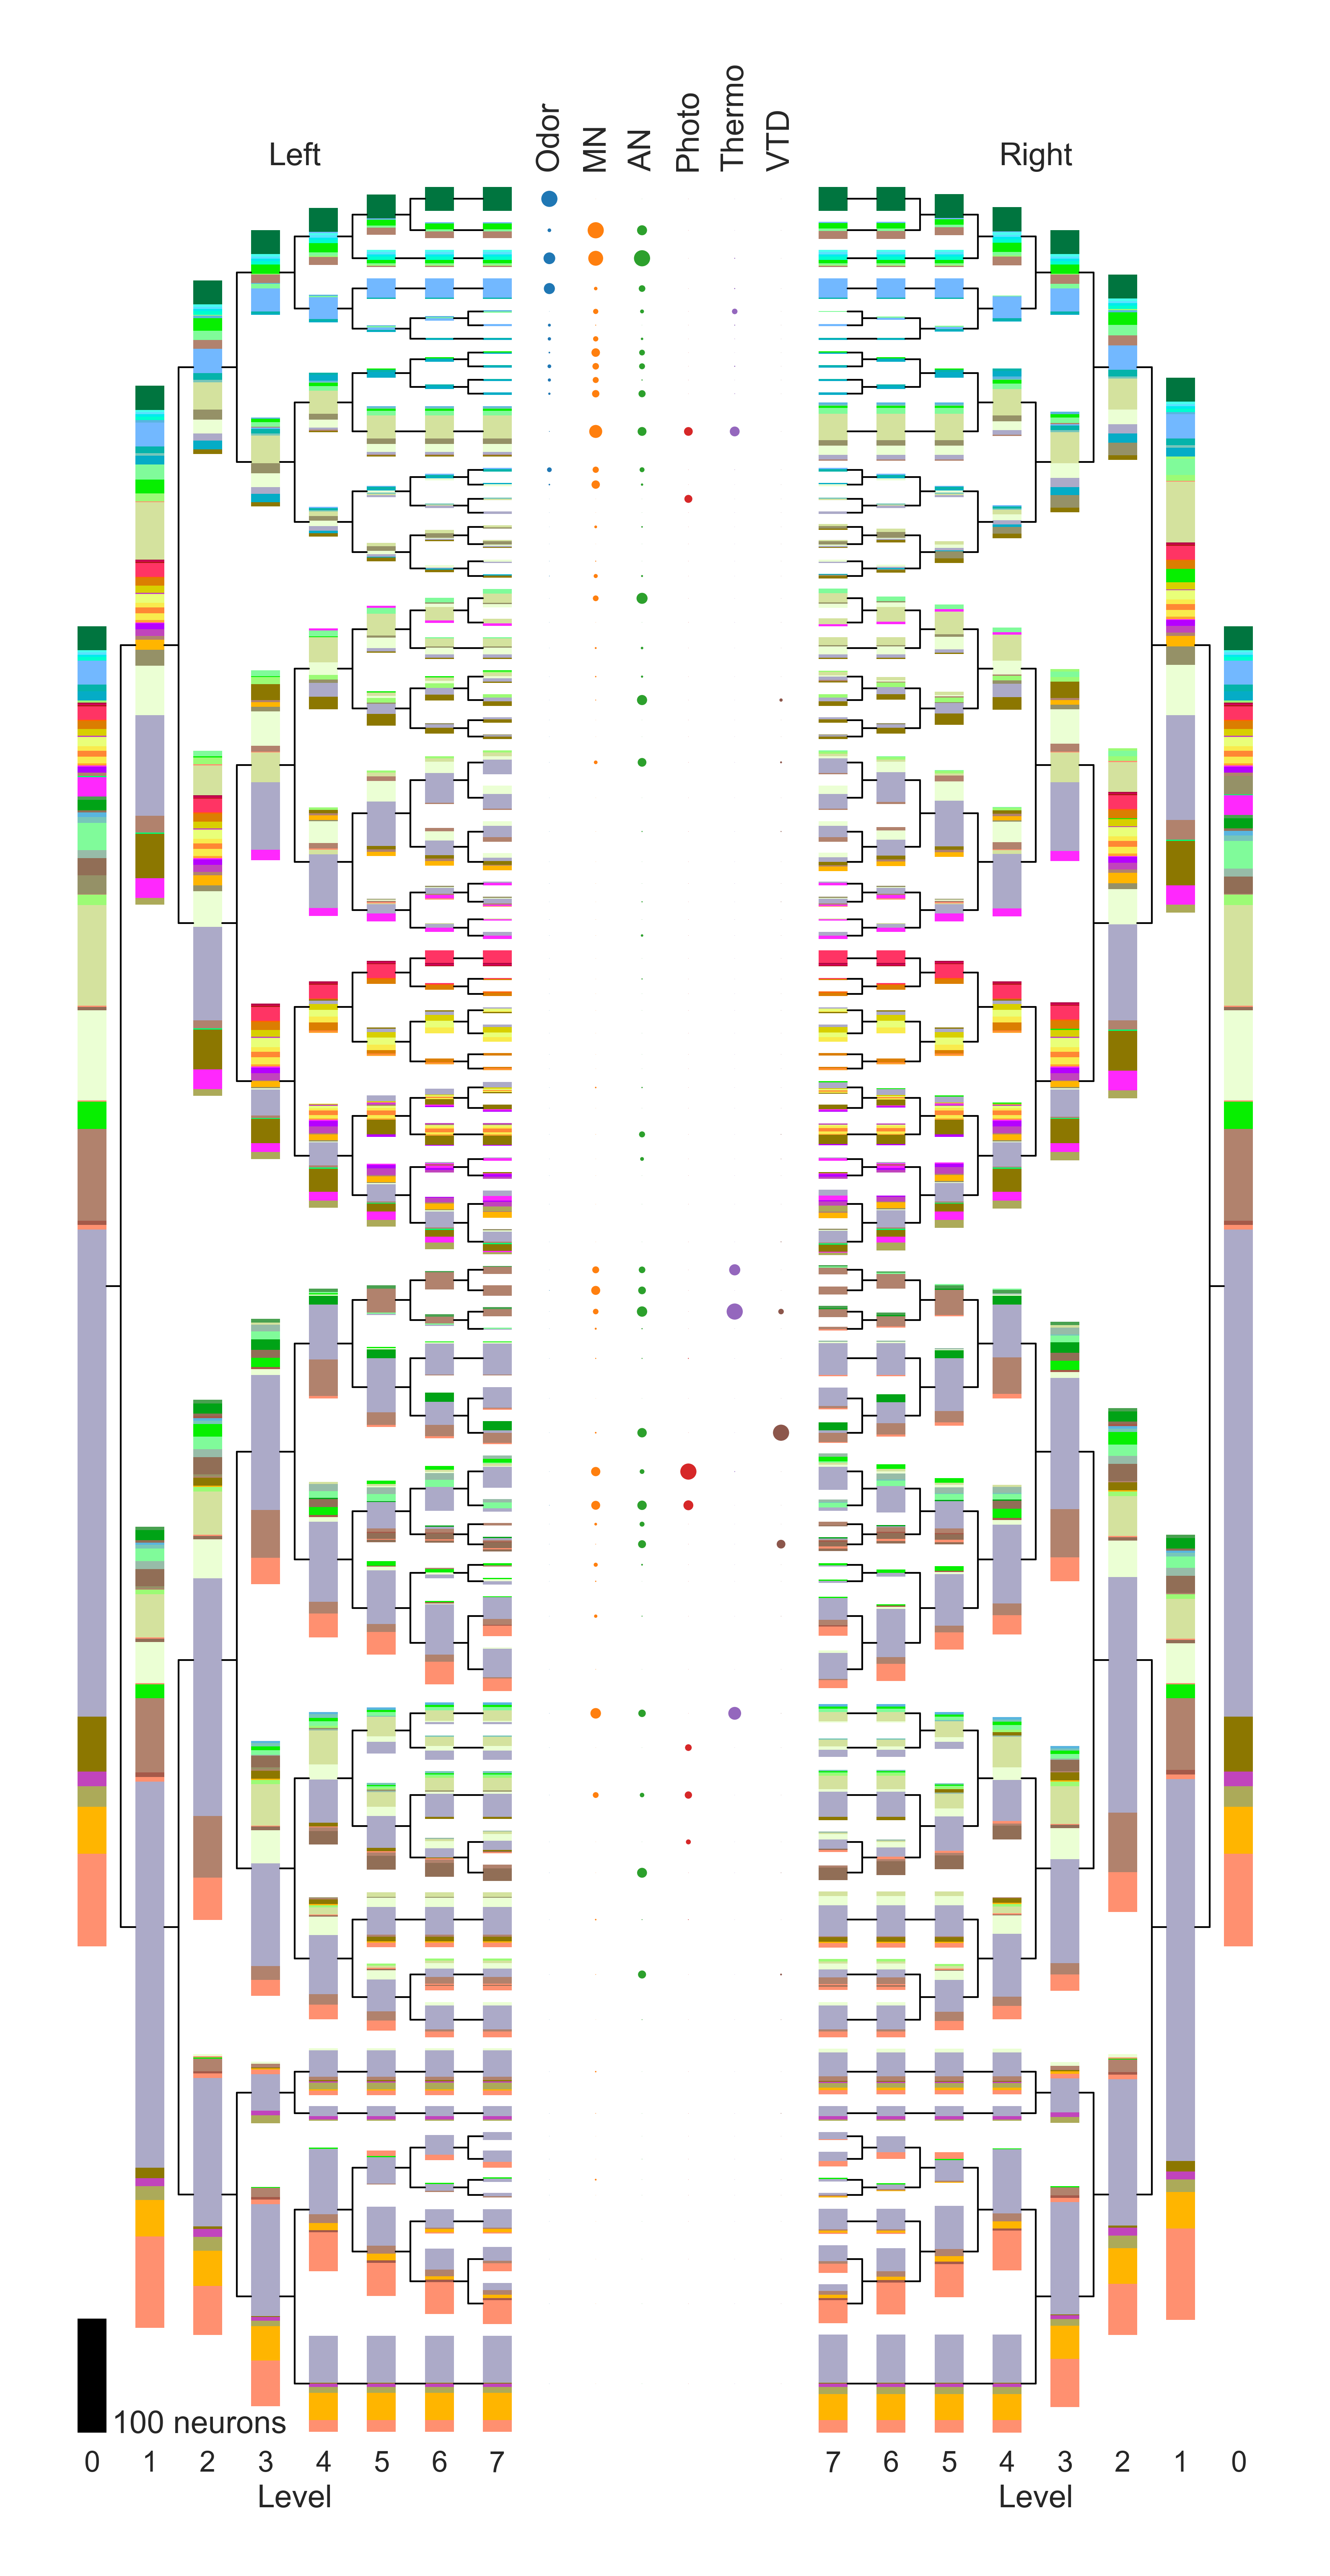 Left
Odor
MN
AN
Photo
Thermo
VTD
Right
100 neurons
0 1 2 3 4 5 6 7
7 6 5 4 3 2 1 0
Level
Level